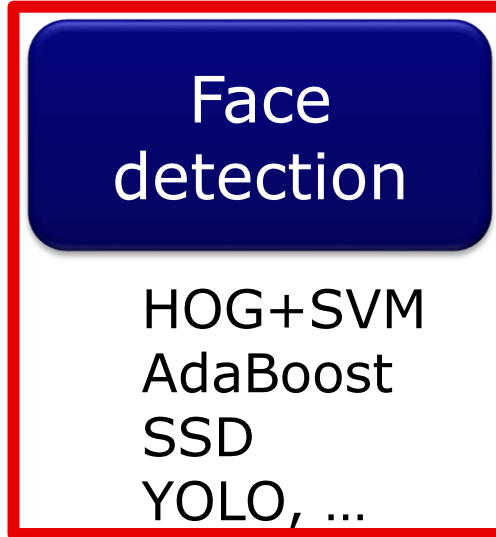 Face
detection
HOG+SVM
AdaBoost
SSD
YOLO, ...